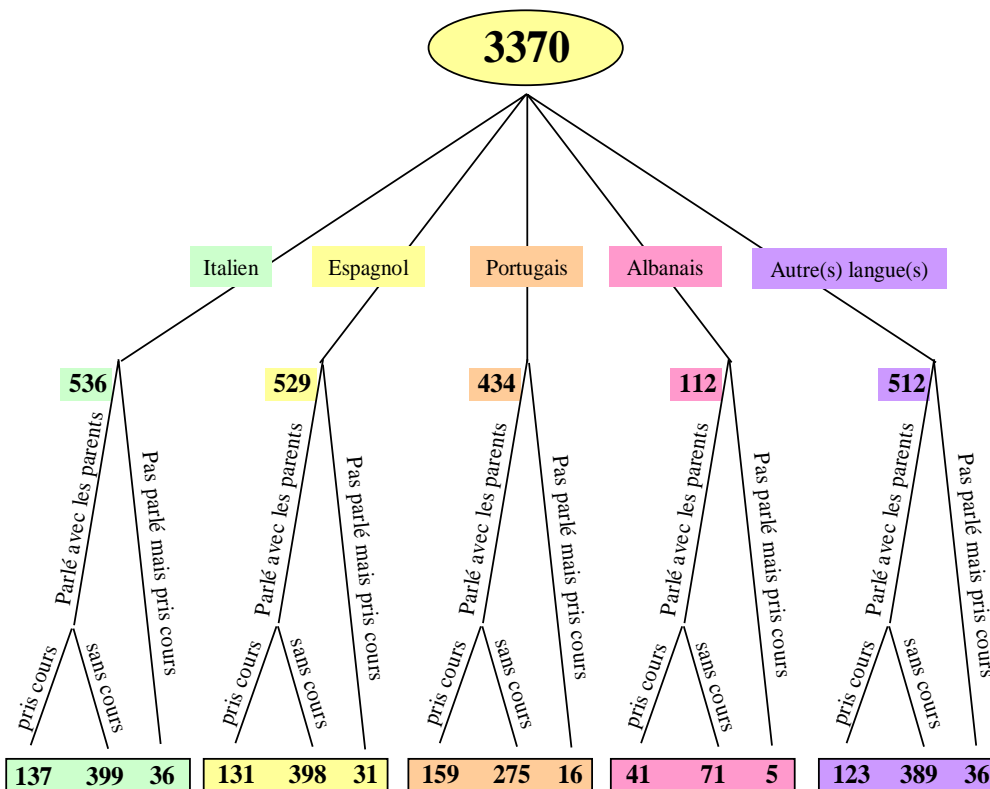 3370
Italien
Espagnol
Portugais
Albanais
Autre(s) langue(s)
536
529
434
112
512
Parlé avec les parents
Pas parlé mais pris cours
Parlé avec les parents
Pas parlé mais pris cours
Parlé avec les parents
Pas parlé mais pris cours
Parlé avec les parents
Pas parlé mais pris cours
Parlé avec les parents
Pas parlé mais pris cours
pris cours
sans cours
pris cours
sans cours
pris cours
sans cours
pris cours
sans cours
pris cours
sans cours
137 399 36
131 398 31
159 275 16
41 71 5
123 389 36